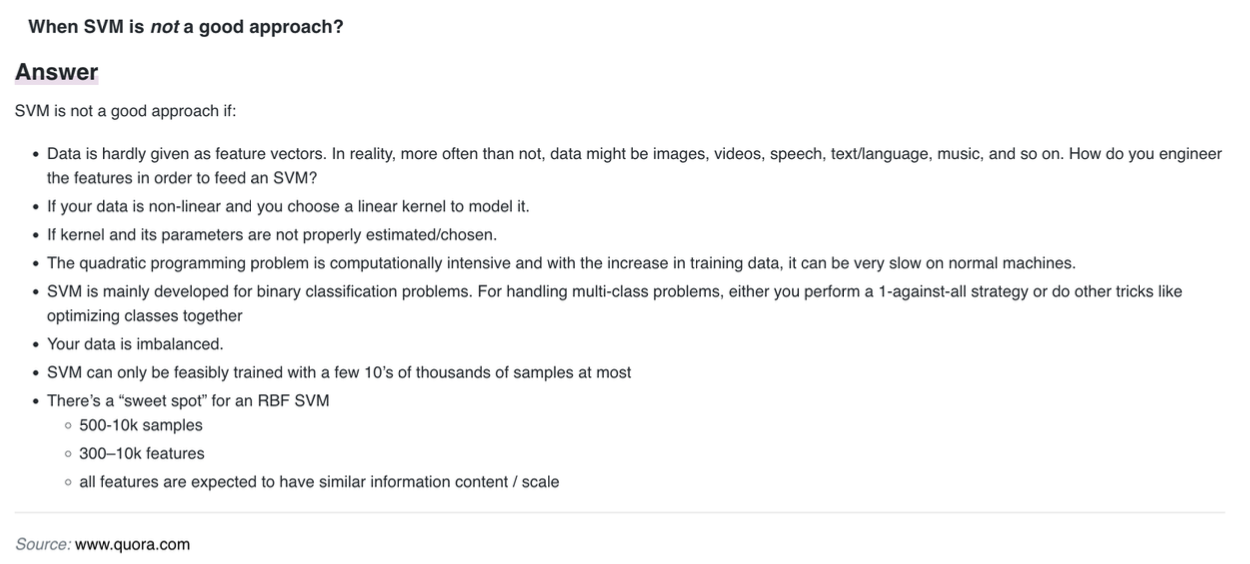 When SVM is not a good approach?
Answer
SVM is not a good approach if:
• Data is hardly given as feature vectors. In reality, more often than not, data might be images, videos, speech, text/language, music, and so on. How do you engineer
the features in order to feed an SVM?
• If your data is non-linear and you choose a linear kernel to model it.
• If kernel and its parameters are not properly estimated/chosen.
• The quadratic programming problem is computationally intensive and with the increase in training data, it can be very slow on normal machines.
• SVM is mainly developed for binary classification problems. For handling multi-class problems, either you perform a 1-against-all strategy or do other tricks like
optimizing classes together
• Your data is imbalanced.
• SVM can only be feasibly trained with a few 10’s of thousands of samples at most
• There’s a “sweet spot” for an RBF SVM
◦ 500-10k samples
◦ 300–10k features
◦ all features are expected to have similar information content / scale
Source: www.quora.com